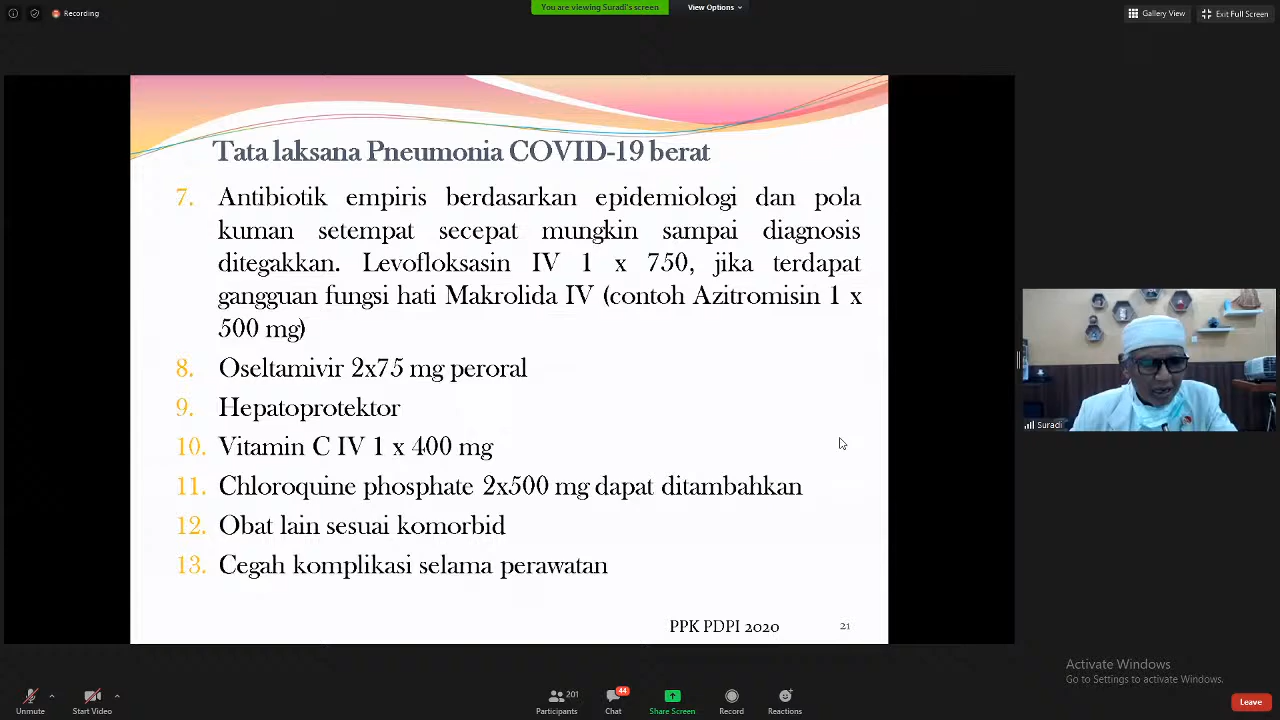 Recording
You are viewing Suradi's screen
View Options
Gallery View
Exit Full Screen
Tata laksana Pneumonia COVID-19 berat
7. Antibiotik empiris berdasarkan epidemiologi dan pola
kuman setempat secepat mungkin sampai diagnosis
ditegakkan. Levofloksasin IV 1 x 750, jika terdapat
gangguan fungsi hati Makrolida IV (contoh Azitromisin 1 x
500 mg)
8. Oseltamivir 2x75 mg peroral
9. Hepatoprotektor
10. Vitamin C IV 1 x 400 mg
11. Chloroquine phosphate 2x500 mg dapat ditambahkan
12. Obat lain sesuai komorbid
13. Cegah komplikasi selama perawatan
PPK PDPI 2020
21
Suradi
Activate Windows
Go to Settings to activate Windows.
Unmute
Start Video
201
Participants
44
Chat
Share Screen
Record
Reactions
Leave